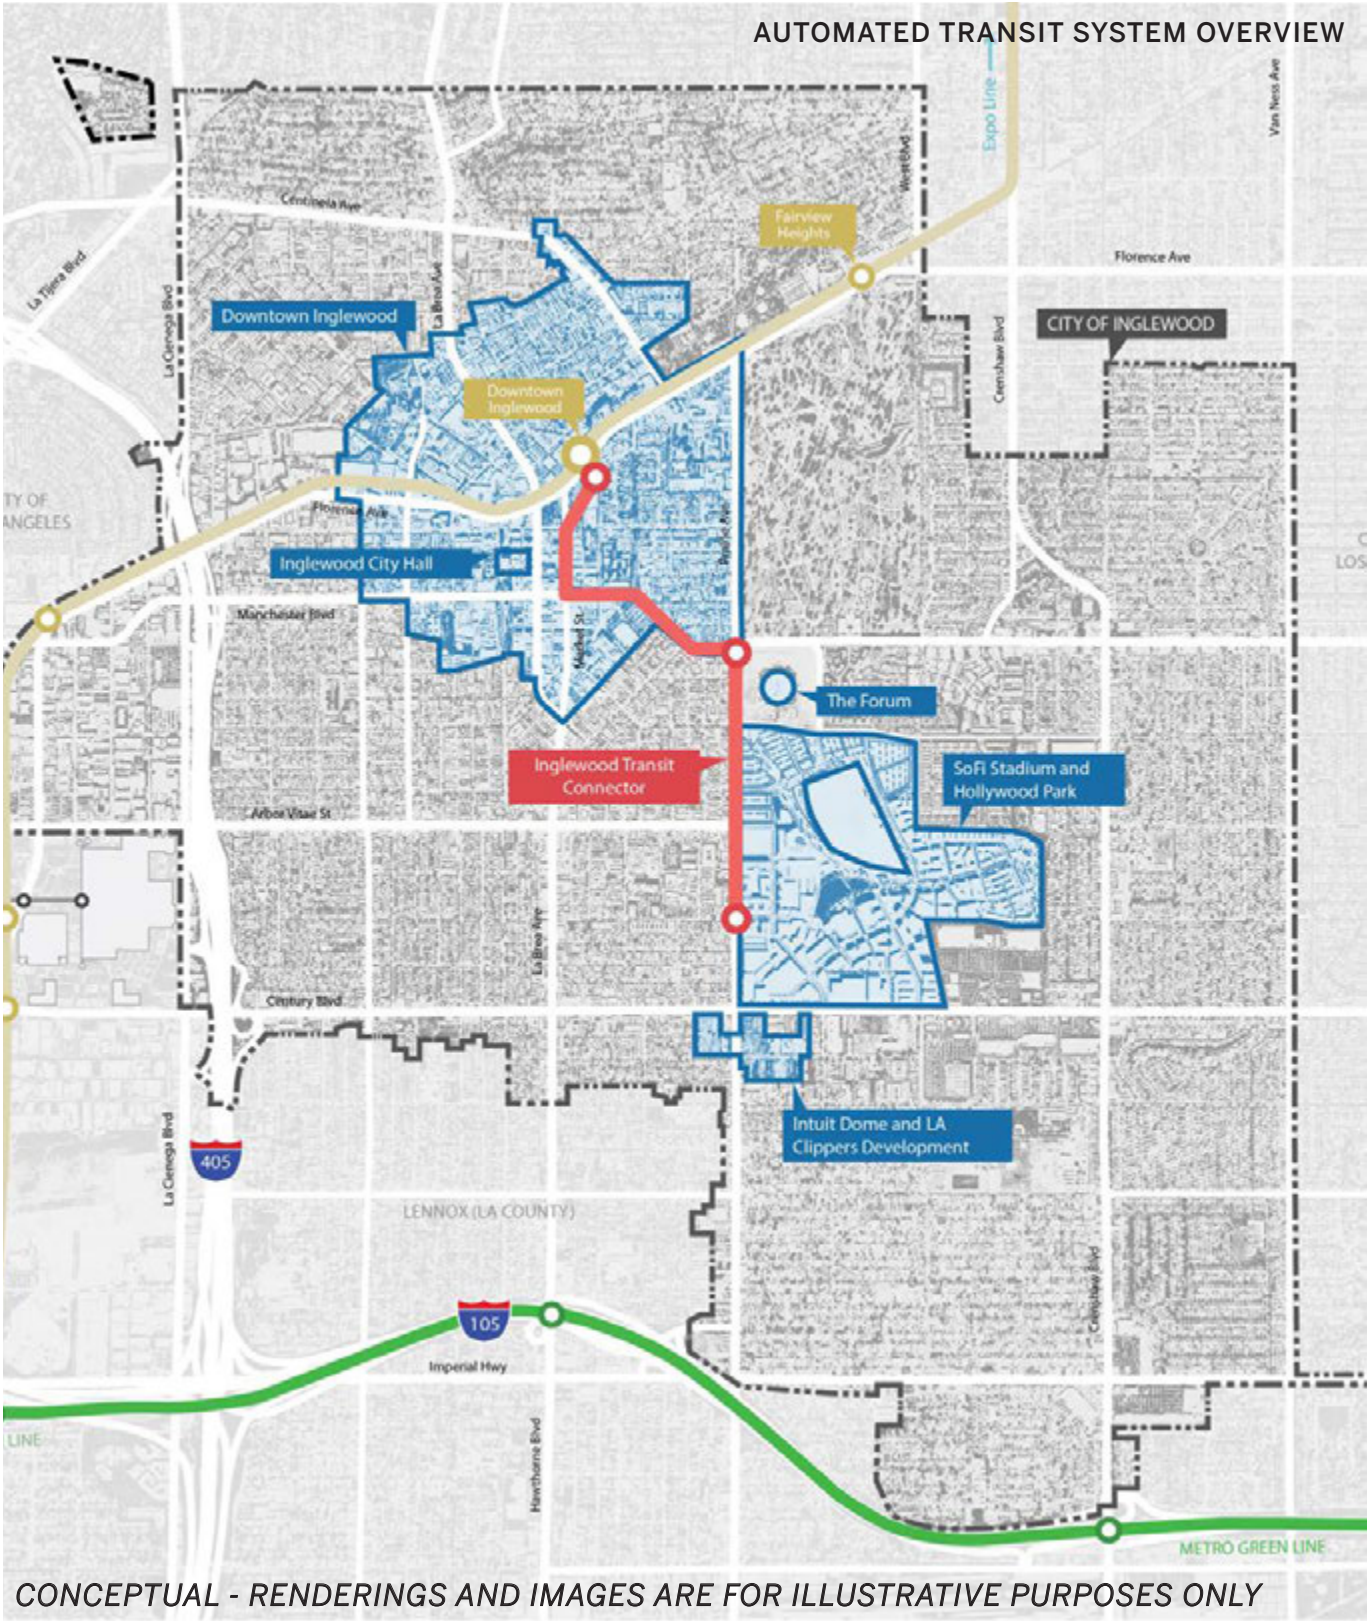 AUTOMATED TRANSIT SYSTEM OVERVIEW
Expo Line
Van Ness Ave
West Blvd
Centinela Ave
Fairview
Heights
La Tijera Blvd
Florence Ave
La Brea Ave
La Cienega Blvd
Downtown Inglewood
CITY OF INGLEWOOD
Crenshaw Blvd
Downtown
Inglewood
TY OF
ANGELES
Florence Ave
C
LOS
Inglewood City Hall
Manchester Blvd
Market St
The Forum
Inglewood Transit
Connector
SoFi Stadium and
Hollywood Park
Arbor Vitae St
La Brea Ave
Century Blvd
Intuit Dome and LA
Clippers Development
La Cienega Blvd
405
LENNOX (LA COUNTY)
Crenshaw Blvd
105
Imperial Hwy
LINE
Hawthorne Blvd
METRO GREEN LINE
CONCEPTUAL - RENDERINGS AND IMAGES ARE FOR ILLUSTRATIVE PURPOSES ONLY